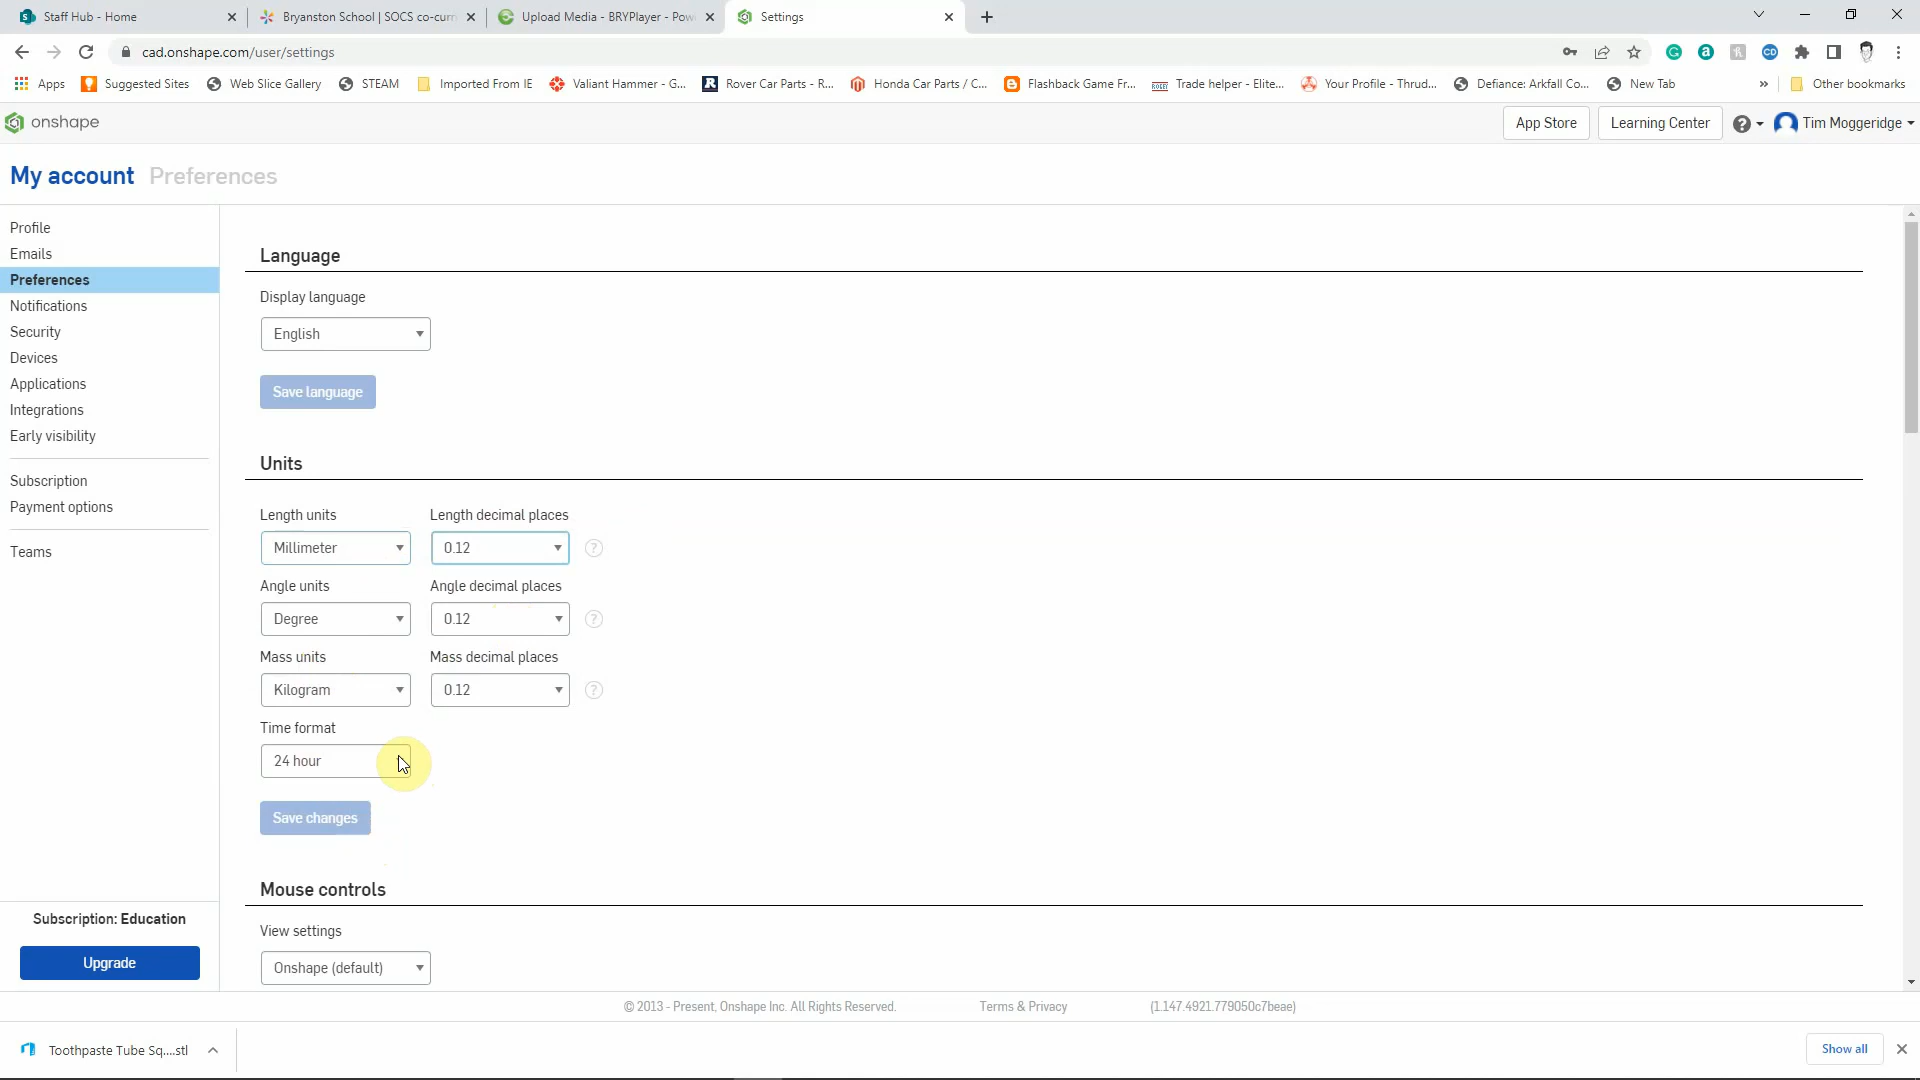 Staff Hub - Home
Bryanston School | SOCS co-curr
Upload Media - BRYPlayer - Pow
Settings
cad.onshape.com/user/settings
Apps
Suggested Sites
Web Slice Gallery
STEAM
Imported From IE
Valiant Hammer - G...
Rover Car Parts - R...
Honda Car Parts / C...
Flashback Game Fr...
Trade helper - Elite...
Your Profile - Thrud...
Defiance: Arkfall Co...
New Tab
»
Other bookmarks
onshape
App Store
Learning Center
Tim Moggeridge
My account Preferences
Profile
Emails
Preferences
Notifications
Security
Devices
Applications
Integrations
Early visibility
Subscription
Payment options
Teams
Subscription: Education
Upgrade
Language
Display language
English
Save language
Units
Length units
Length decimal places
Millimeter
0.12
?
Angle units
Angle decimal places
Degree
0.12
?
Mass units
Mass decimal places
Kilogram
0.12
?
Time format
24 hour
Save changes
Mouse controls
View settings
Onshape (default)
© 2013 - Present, Onshape Inc. All Rights Reserved.
Terms & Privacy
(1.147.4921.779050c7beae)
Toothpaste Tube Sq....stl
Show all